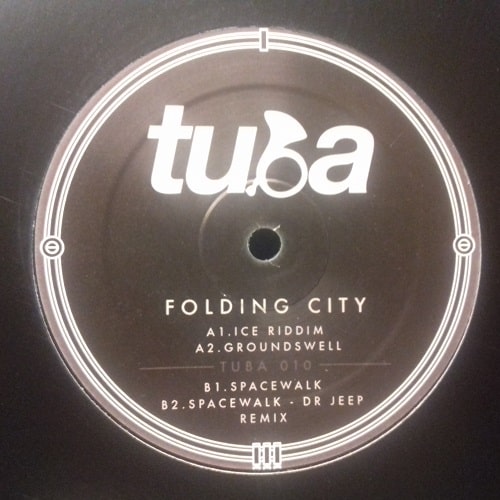 tuba
FOLDING CITY
A1.ICE RIDDIM
A2.GROUNDSWELL
TUBA 010
B1.SPACEWALK
B2.SPACEWALK - DR JEEP
REMIX